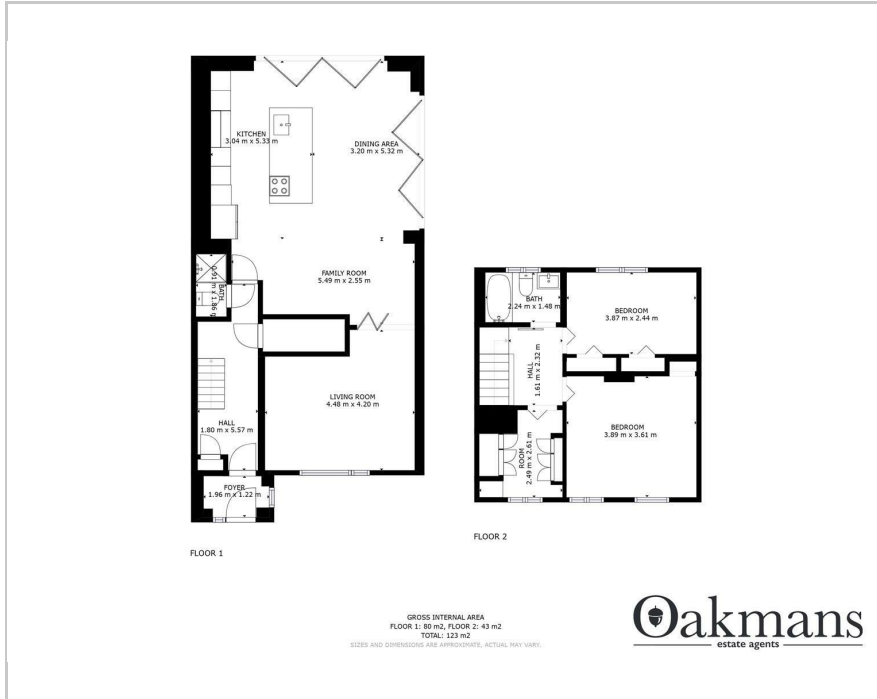 KITCHEN
3.04 m x 5.33 m
DINING AREA
3.20 m x 5.32 m
FAMILY ROOM
5.49 m x 2.55 m
BATH
0.91 m x 1.86 m
LIVING ROOM
4.48 m x 4.20 m
HALL
1.80 m x 5.57 m
FOYER
1.96 m x 1.22 m
FLOOR 1
BATH
2.24 m x 1.48 m
BEDROOM
3.87 m x 2.44 m
HALL
1.61 m x 2.32 m
BEDROOM
3.89 m x 3.61 m
ROOM
2.49 m x 2.61 m
FLOOR 2
GROSS INTERNAL AREA
FLOOR 1: 80 m2, FLOOR 2: 43 m2
TOTAL: 123 m2
SIZES AND DIMENSIONS ARE APPROXIMATE, ACTUAL MAY VARY.
Oakmans
estate agents